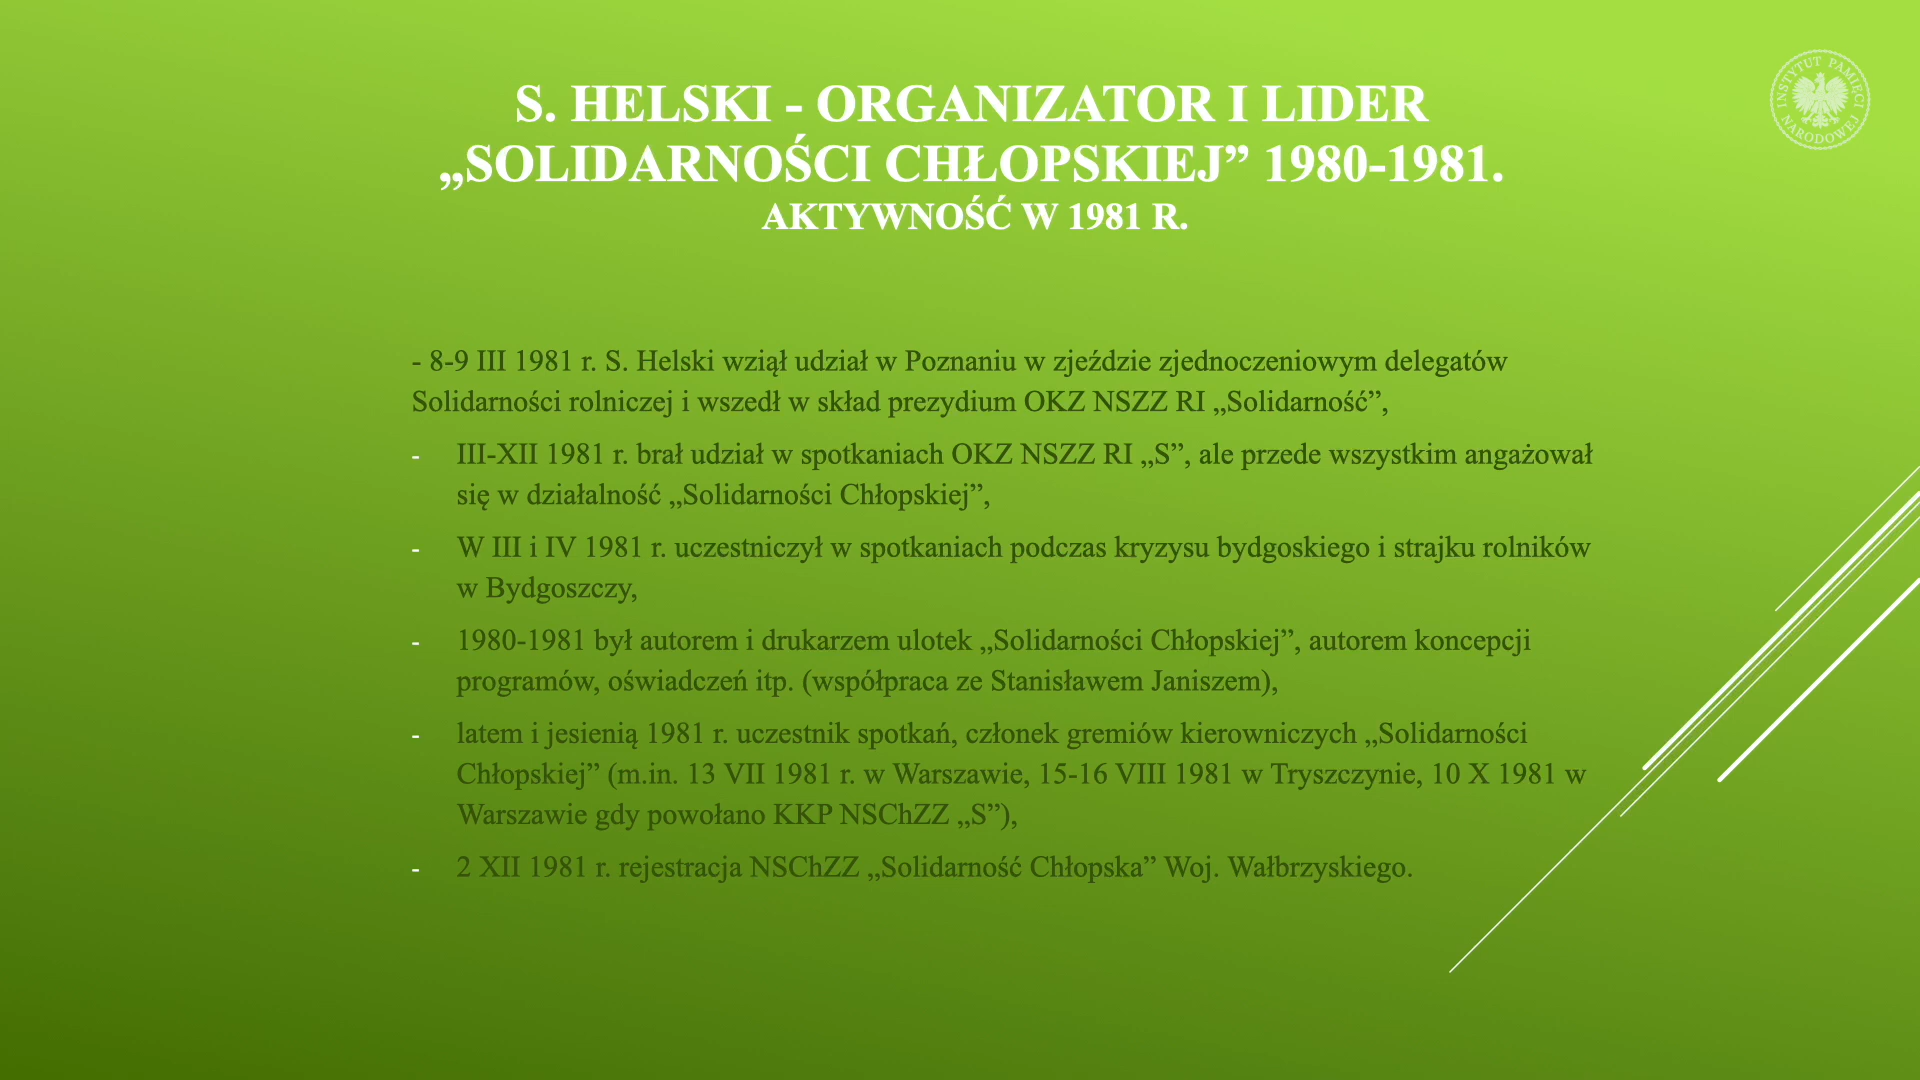 S. HELSKI - ORGANIZATOR I LIDER
„SOLIDARNOŚCI CHŁOPSKIEJ” 1980-1981.
AKTYWNOŚĆ W 1981 R.
INSTYTUT PAMIĘCI NARODOWEJ
- 8-9 III 1981 r. S. Helski wziął udział w Poznaniu w zjeździe zjednoczeniowym delegatów
Solidarności rolniczej i wszedł w skład prezydium OKZ NSZZ RI „Solidarność”,
- III-XII 1981 r. brał udział w spotkaniach OKZ NSZZ RI „S”, ale przede wszystkim angażował
się w działalność „Solidarności Chłopskiej”,
- W III i IV 1981 r. uczestniczył w spotkaniach podczas kryzysu bydgoskiego i strajku rolników
w Bydgoszczy,
- 1980-1981 był autorem i drukarzem ulotek „Solidarności Chłopskiej”, autorem koncepcji
programów, oświadczeń itp. (współpraca ze Stanisławem Janiszem),
- latem i jesienią 1981 r. uczestnik spotkań, członek gremiów kierowniczych „Solidarności
Chłopskiej” (m.in. 13 VII 1981 r. w Warszawie, 15-16 VIII 1981 w Tryszczynie, 10 X 1981 w
Warszawie gdy powołano KKP NSChZZ „S”),
- 2 XII 1981 r. rejestracja NSChZZ „Solidarność Chłopska” Woj. Wałbrzyskiego.